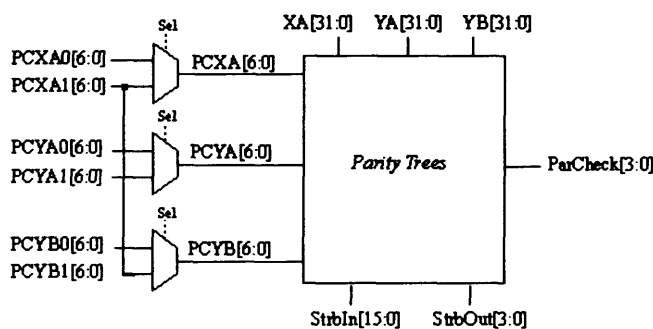 XA[31:0] YA[31:0] YB[31:0]
Sel
PCXA0[6:0]
PCXA[6:0]
PCXA1[6:0]
Sel
PCYA0[6:0]
PCYA[6:0]
PCYA1[6:0]
Parity Trees
ParCheck[3:0]
Sel
PCYB0[6:0]
PCYB[6:0]
PCYB1[6:0]
StrbIn[15:0] StrbOut[3:0]